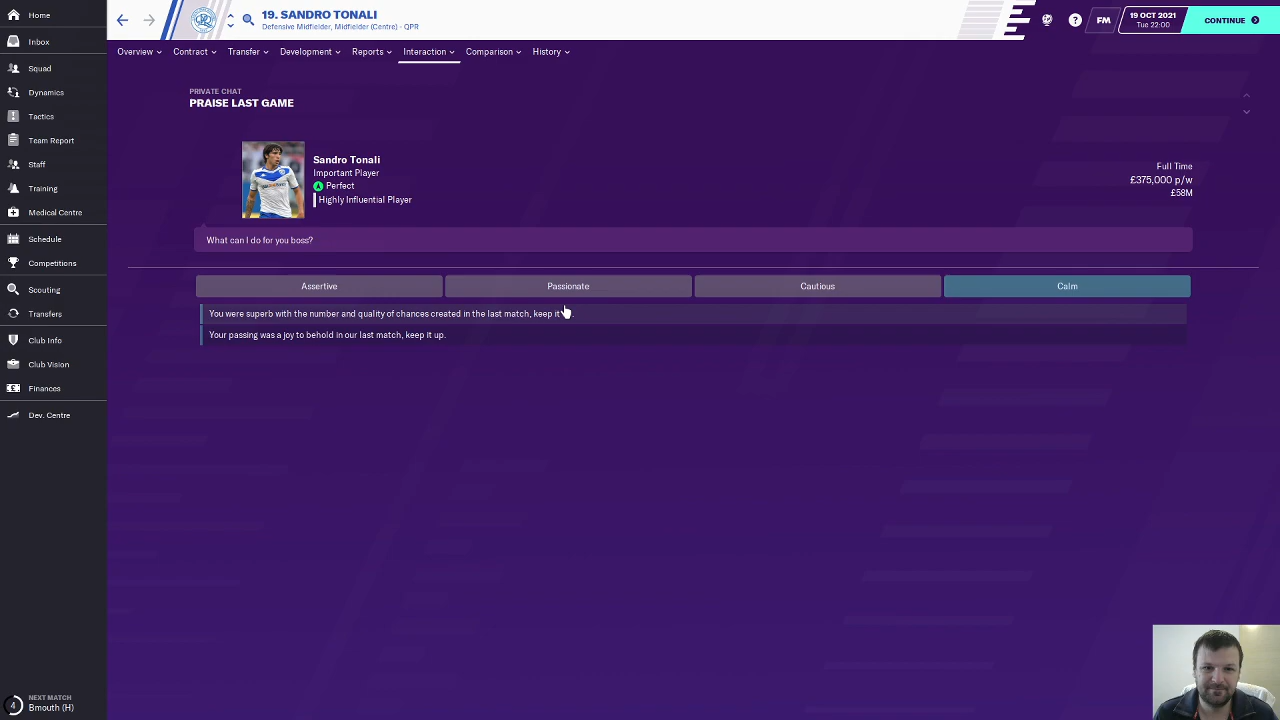 19. SANDRO TONALI
Defensive Midfielder, Midfielder (Centre) - QPR
FM
19 OCT 2021
Tue 22:00
CONTINUE
Overview
Contract
Transfer
Development
Reports
Interaction
Comparison
History
Inbox
Squad
Dynamics
Tactics
Team Report
Staff
Training
Medical Centre
Schedule
Competitions
Scouting
Transfers
Club Info
Club Vision
Finances
Dev. Centre
NEXT MATCH
Bmouth (H)
4
PRIVATE CHAT
PRAISE LAST GAME
Sandro Tonali
Important Player
Perfect
Highly Influential Player
Full Time
£375,000 p/w
£58M
What can I do for you boss?
Assertive
Passionate
Cautious
Calm
You were superb with the number and quality of chances created in the last match, keep it
Your passing was a joy to behold in our last match, keep it up.